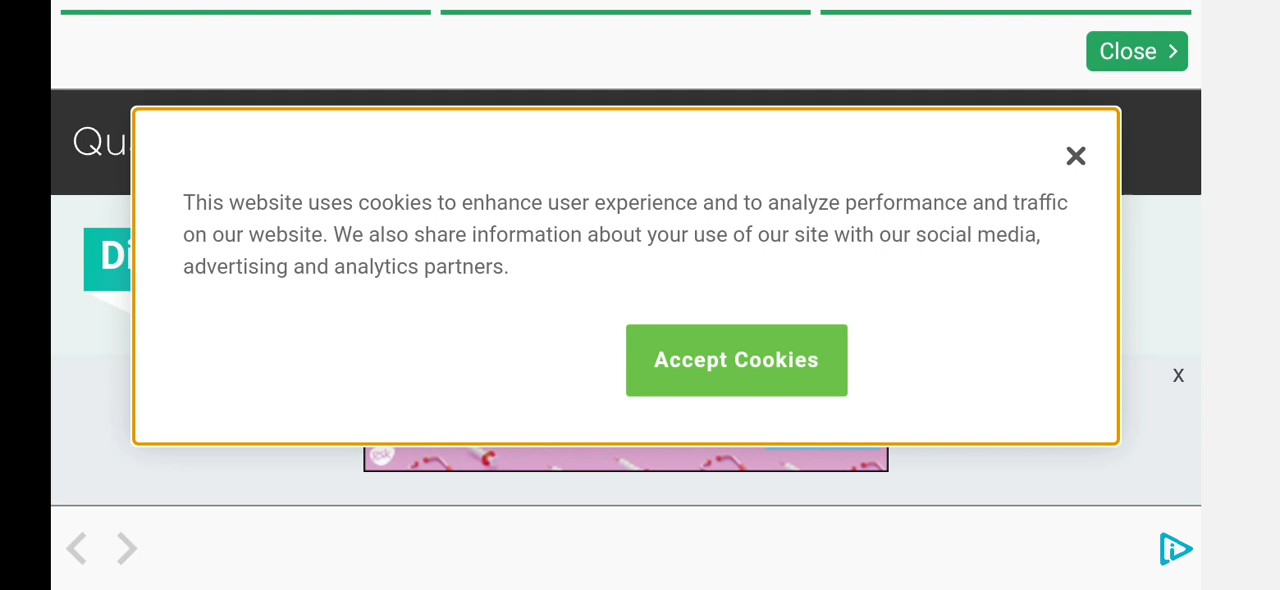 Close
This website uses cookies to enhance user experience and to analyze performance and traffic
on our website. We also share information about your use of our site with our social media,
advertising and analytics partners.
Accept Cookies
X
gsk